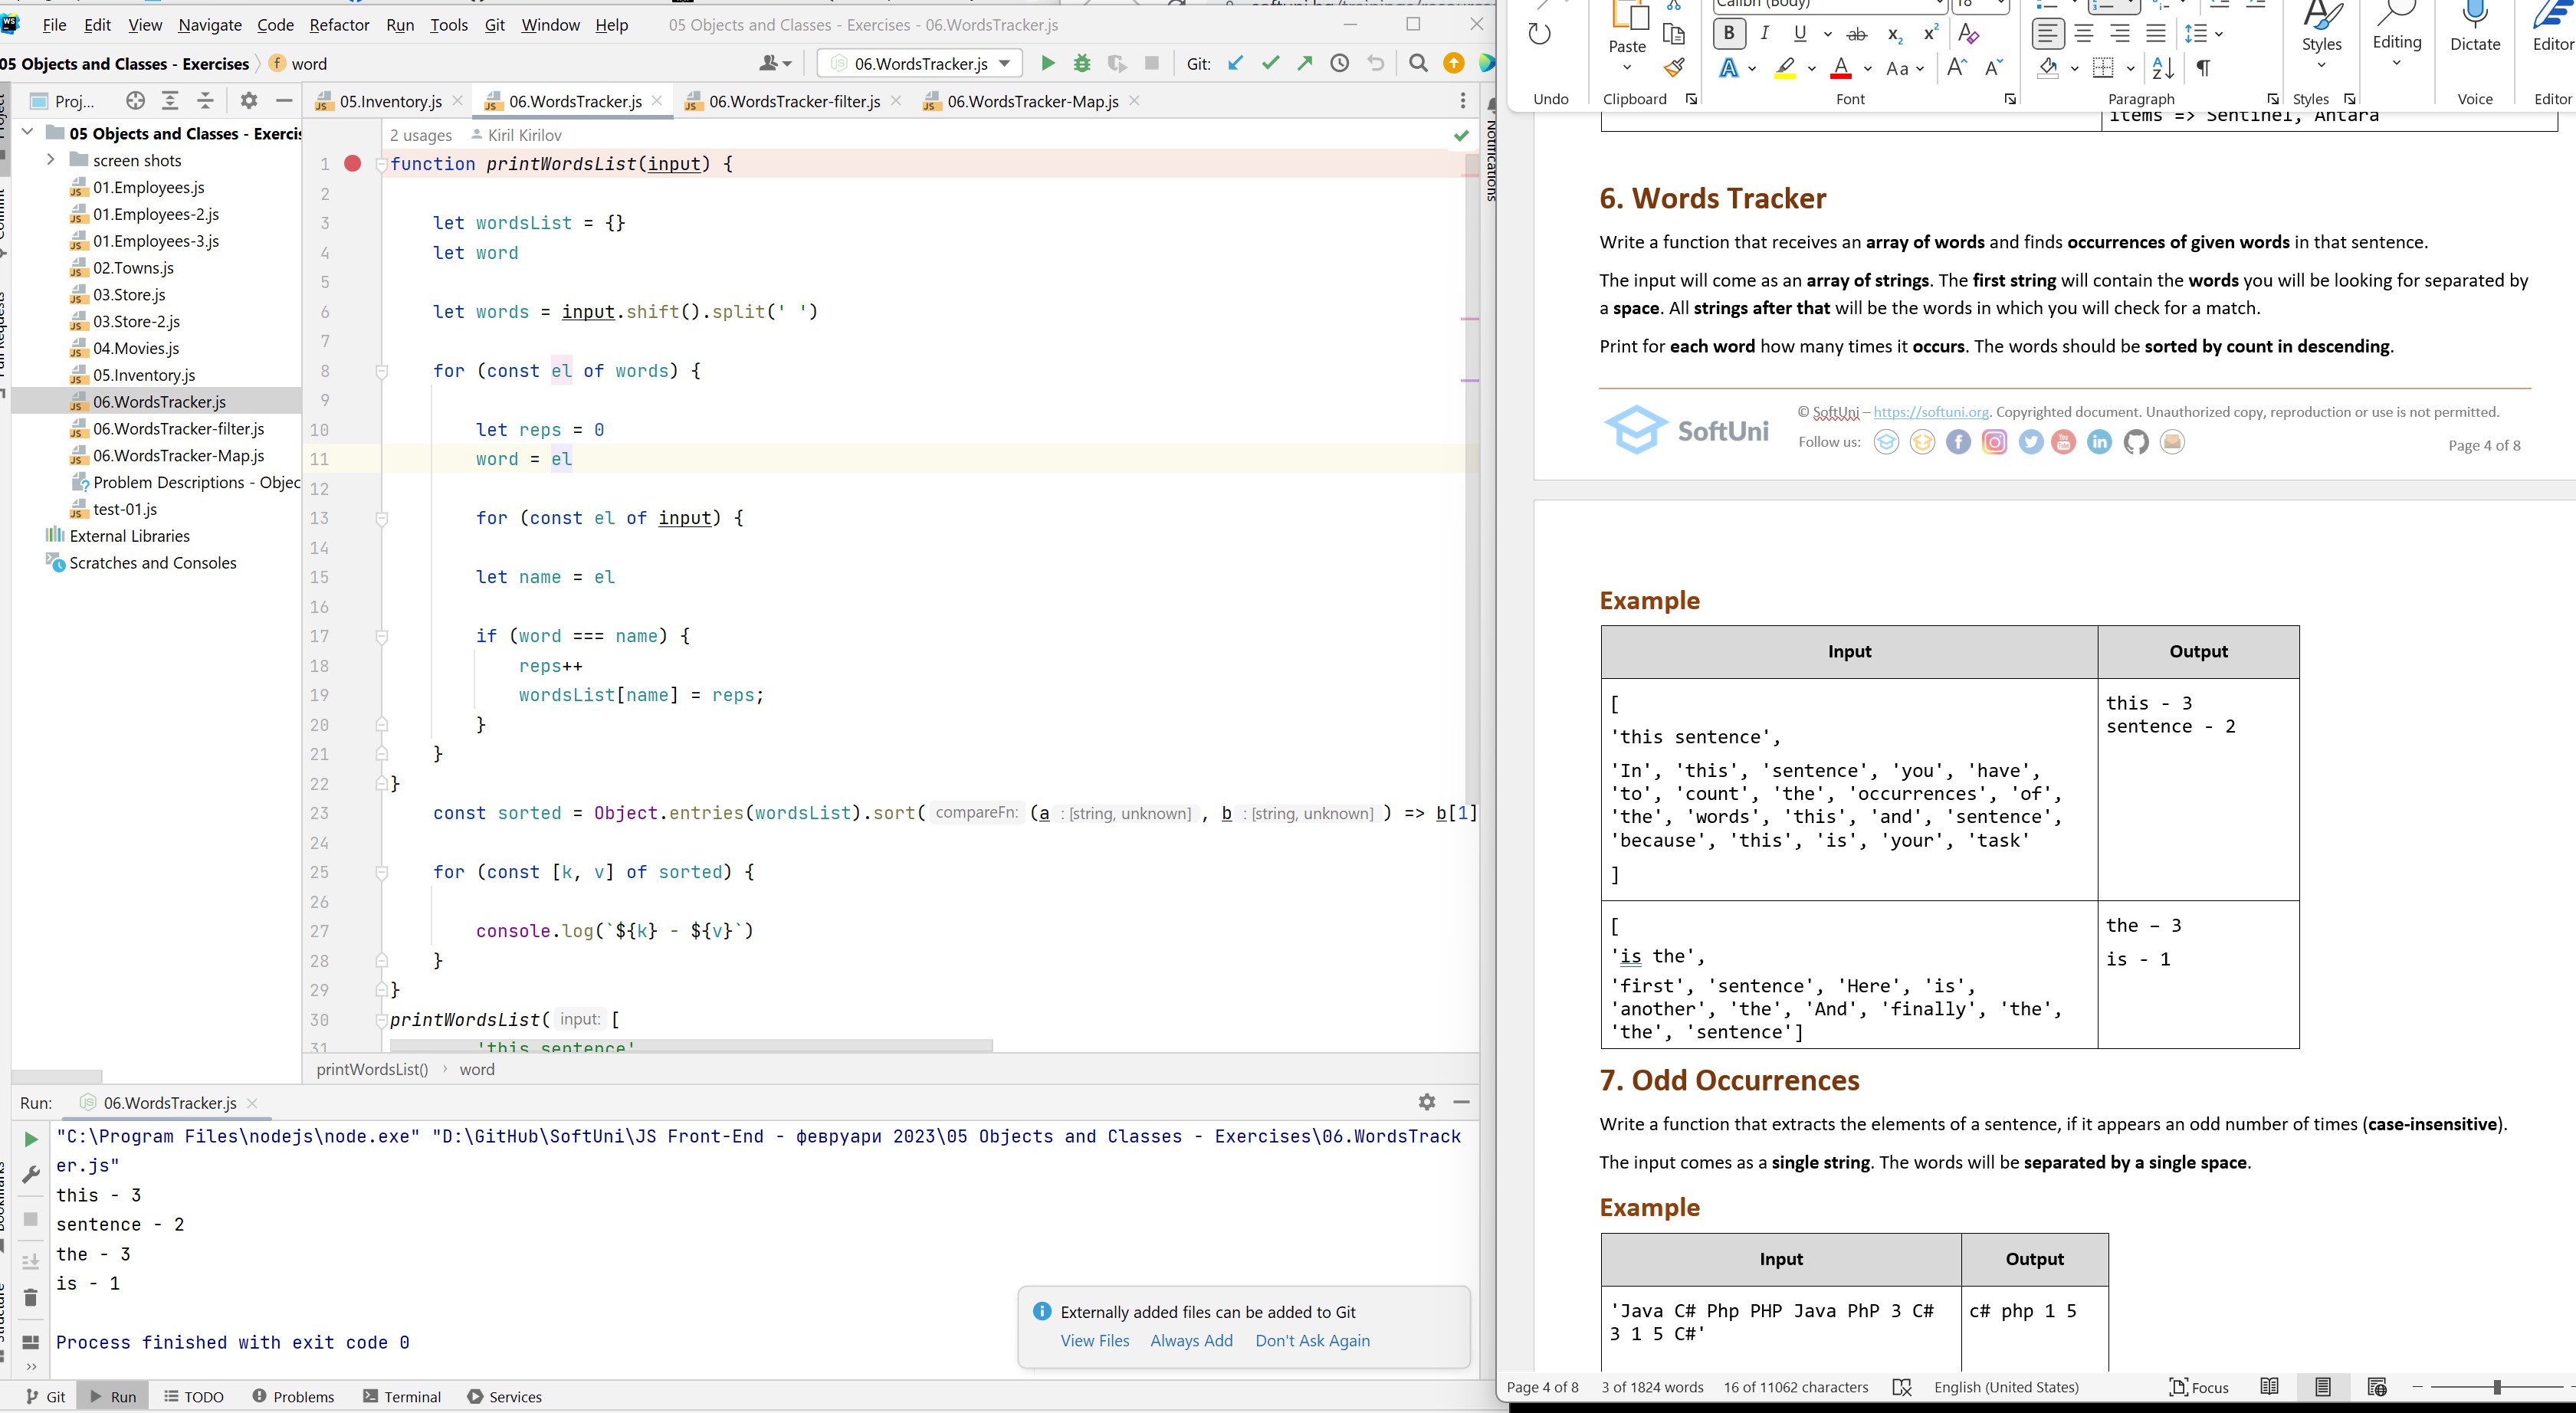 File Edit View Navigate Code Refactor Run Tools Git Window Help 05 Objects and Classes - Exercises - 06.WordsTracker.js
05 Objects and Classes - Exercises f word 06.WordsTracker.js Git:
Proj... 05.Inventory.js 06.WordsTracker.js 06.WordsTracker-filter.js 06.WordsTracker-Map.js
05 Objects and Classes - Exercis
screen shots
01.Employees.js
01.Employees-2.js
01.Employees-3.js
02.Towns.js
03.Store.js
03.Store-2.js
04.Movies.js
05.Inventory.js
06.WordsTracker.js
06.WordsTracker-filter.js
06.WordsTracker-Map.js
Problem Descriptions - Objec
test-01.js
External Libraries
Scratches and Consoles
2 usages Kiril Kirilov
1 function printWordsList(input) {
2
3 let wordsList = {}
4 let word
5
6 let words = input.shift().split(' ')
7
8 for (const el of words) {
9
10 let reps = 0
11 word = el
12
13 for (const el of input) {
14
15 let name = el
16
17 if (word === name) {
18 reps++
19 wordsList[name] = reps;
20 }
21 }
22 }
23 const sorted = Object.entries(wordsList).sort( compareFn: (a : [string, unknown] , b : [string, unknown] ) => b[1]
24
25 for (const [k, v] of sorted) {
26
27 console.log(`${k} - ${v}`)
28 }
29 }
30 printWordsList( input: [
31 'this sentence'
printWordsList() word
Notifications
Run: 06.WordsTracker.js
"C:\Program Files\nodejs\node.exe" "D:\GitHub\SoftUni\JS Front-End - февруари 2023\05 Objects and Classes - Exercises\06.WordsTrack
er.js"
this - 3
sentence - 2
the - 3
is - 1
Process finished with exit code 0
Externally added files can be added to Git
View Files Always Add Don't Ask Again
Git Run TODO Problems Terminal Services
Calibri (Body) 18
Paste B I U ab x₂ x² A
A A Aa A A
Styles Editing Dictate Editor
Undo Clipboard Font Paragraph Styles Voice Editor
items => Sentinel, Antara
6. Words Tracker
Write a function that receives an array of words and finds occurrences of given words in that sentence.
The input will come as an array of strings. The first string will contain the words you will be looking for separated by
a space. All strings after that will be the words in which you will check for a match.
Print for each word how many times it occurs. The words should be sorted by count in descending.
SoftUni
© SoftUni – https://softuni.org. Copyrighted document. Unauthorized copy, reproduction or use is not permitted.
Follow us:
Page 4 of 8
Example
Input Output
[
'this sentence',
'In', 'this', 'sentence', 'you', 'have',
'to', 'count', 'the', 'occurrences', 'of',
'the', 'words', 'this', 'and', 'sentence',
'because', 'this', 'is', 'your', 'task'
]
this - 3
sentence - 2
[
'is the',
'first', 'sentence', 'Here', 'is',
'another', 'the', 'And', 'finally', 'the',
'the', 'sentence']
the – 3
is - 1
7. Odd Occurrences
Write a function that extracts the elements of a sentence, if it appears an odd number of times (case-insensitive).
The input comes as a single string. The words will be separated by a single space.
Example
Input Output
'Java C# Php PHP Java PhP 3 C#
3 1 5 C#'
c# php 1 5
Page 4 of 8 3 of 1824 words 16 of 11062 characters English (United States) Focus